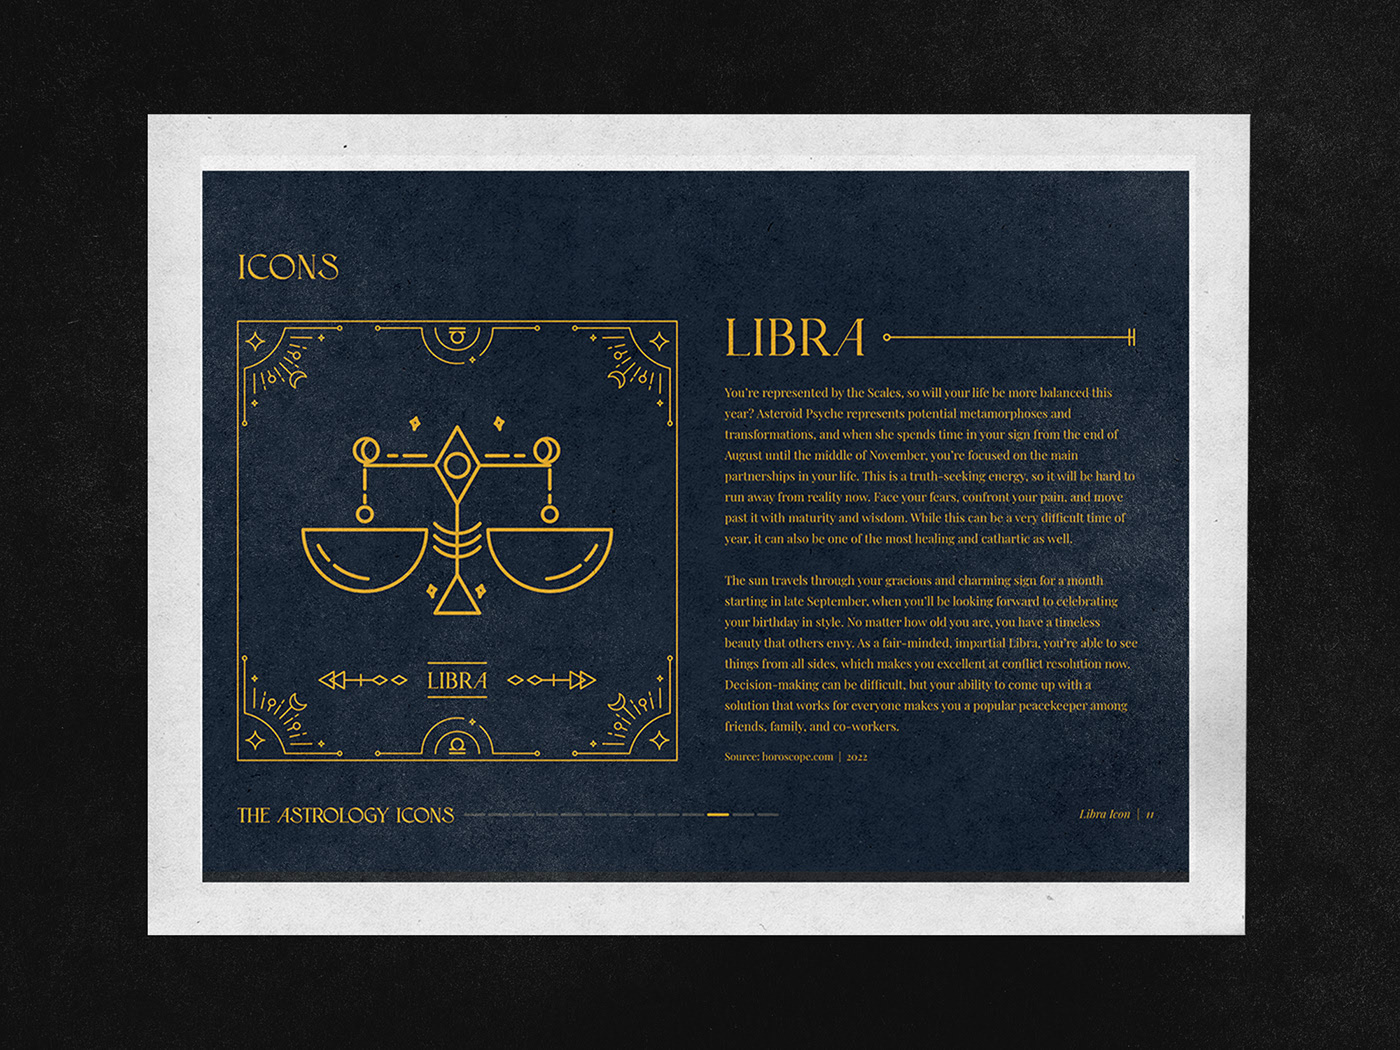 ICONS
♎
LIBRA
You're represented by the Scales, so will your life be more balanced this
year? Asteroid Psyche represents potential metamorphoses and
transformations, and when she spends time in your sign from the end of
August until the middle of November, you're focused on the main
partnerships in your life. This is a truth-seeking energy, so it will be hard to
run away from reality now. Face your fears, confront your pain, and move
past it with maturity and wisdom. While this can be a very difficult time of
year, it can also be one of the most healing and cathartic as well.
The sun travels through your gracious and charming sign for a month
starting in late September, when you'll be looking forward to celebrating
your birthday in style. No matter how old you are, you have a timeless
beauty that others envy. As a fair-minded, impartial Libra, you're able to see
things from all sides, which makes you excellent at conflict resolution now.
Decision-making can be difficult, but your ability to come up with a
solution that works for everyone makes you a popular peacekeeper among
friends, family, and co-workers.
Source: horoscope.com | 2022
LIBRA
♎
THE ASTROLOGY ICONS
Libra Icon | 11